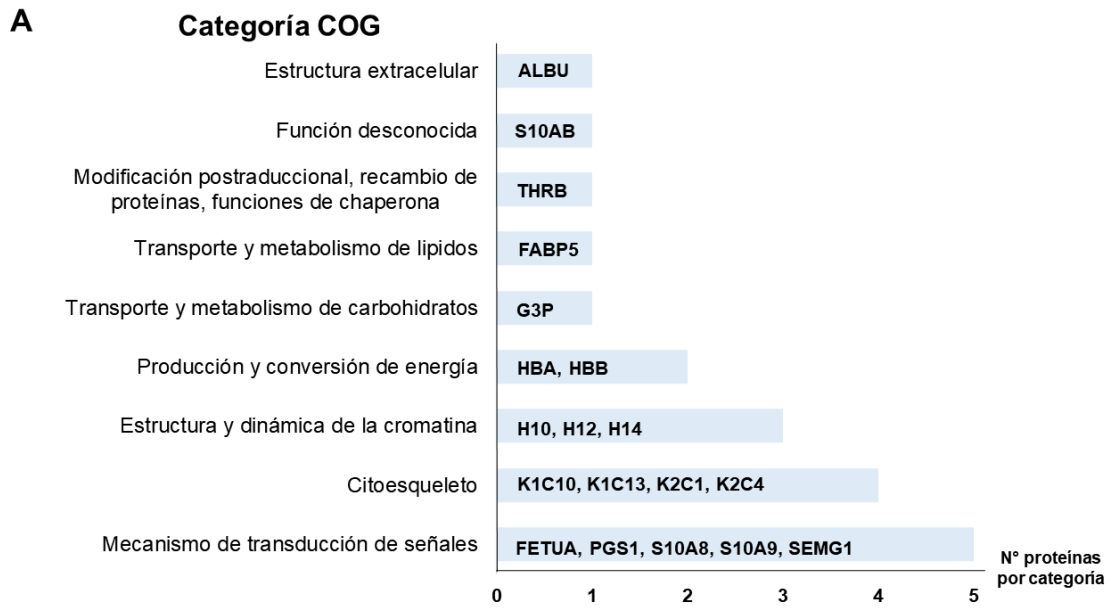 A
Categoría COG
Estructura extracelular
ALBU
Función desconocida
S10AB
Modificación postraduccional, recambio de
proteínas, funciones de chaperona
THRB
Transporte y metabolismo de lipidos
FABP5
Transporte y metabolismo de carbohidratos
G3P
Producción y conversión de energía
HBA, HBB
Estructura y dinámica de la cromatina
H10, H12, H14
Citoesqueleto
K1C10, K1C13, K2C1, K2C4
Mecanismo de transducción de señales
FETUA, PGS1, S10A8, S10A9, SEMG1
N° proteínas
por categoría
0 1 2 3 4 5